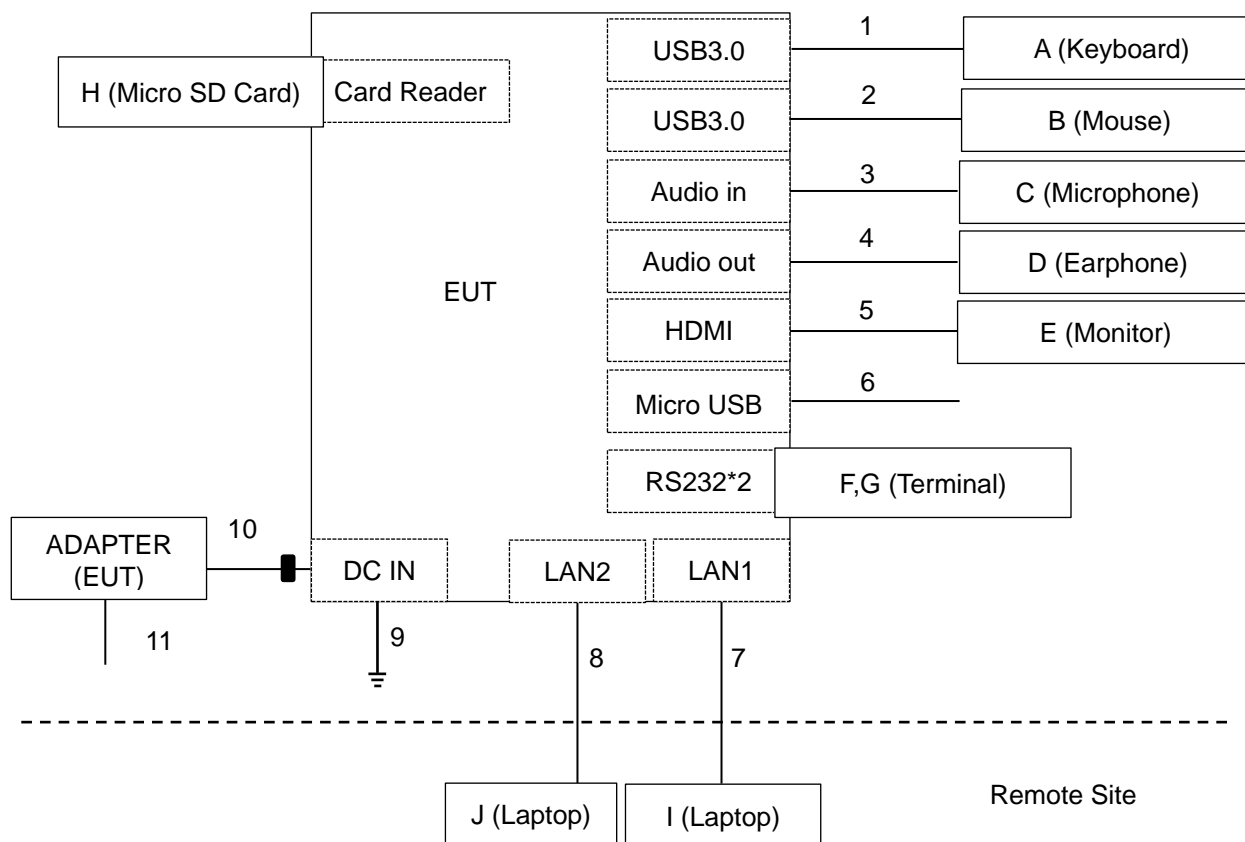 1
USB3.0
A (Keyboard)
H (Micro SD Card)
Card Reader
2
USB3.0
B (Mouse)
3
Audio in
C (Microphone)
4
Audio out
D (Earphone)
EUT
5
HDMI
E (Monitor)
6
Micro USB
RS232*2
F,G (Terminal)
10
ADAPTER
(EUT)
DC IN
LAN2
LAN1
11
9
8
7
J (Laptop)
I (Laptop)
Remote Site